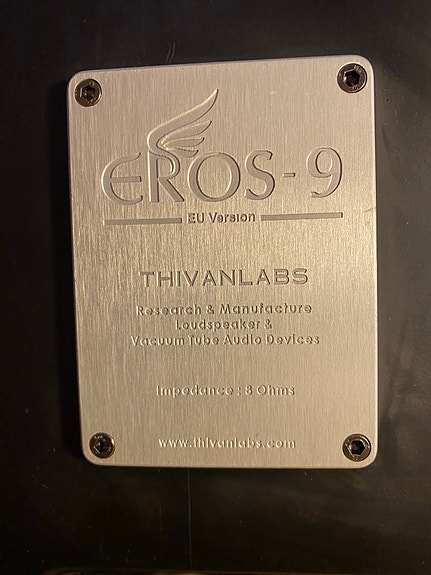 EROS-9
EU Version
THIVANLABS
Research & Manufacture
Loudspeaker &
Vacuum Tube Audio Devices
Impedance : 8 Ohms
www.thivanlabs.com